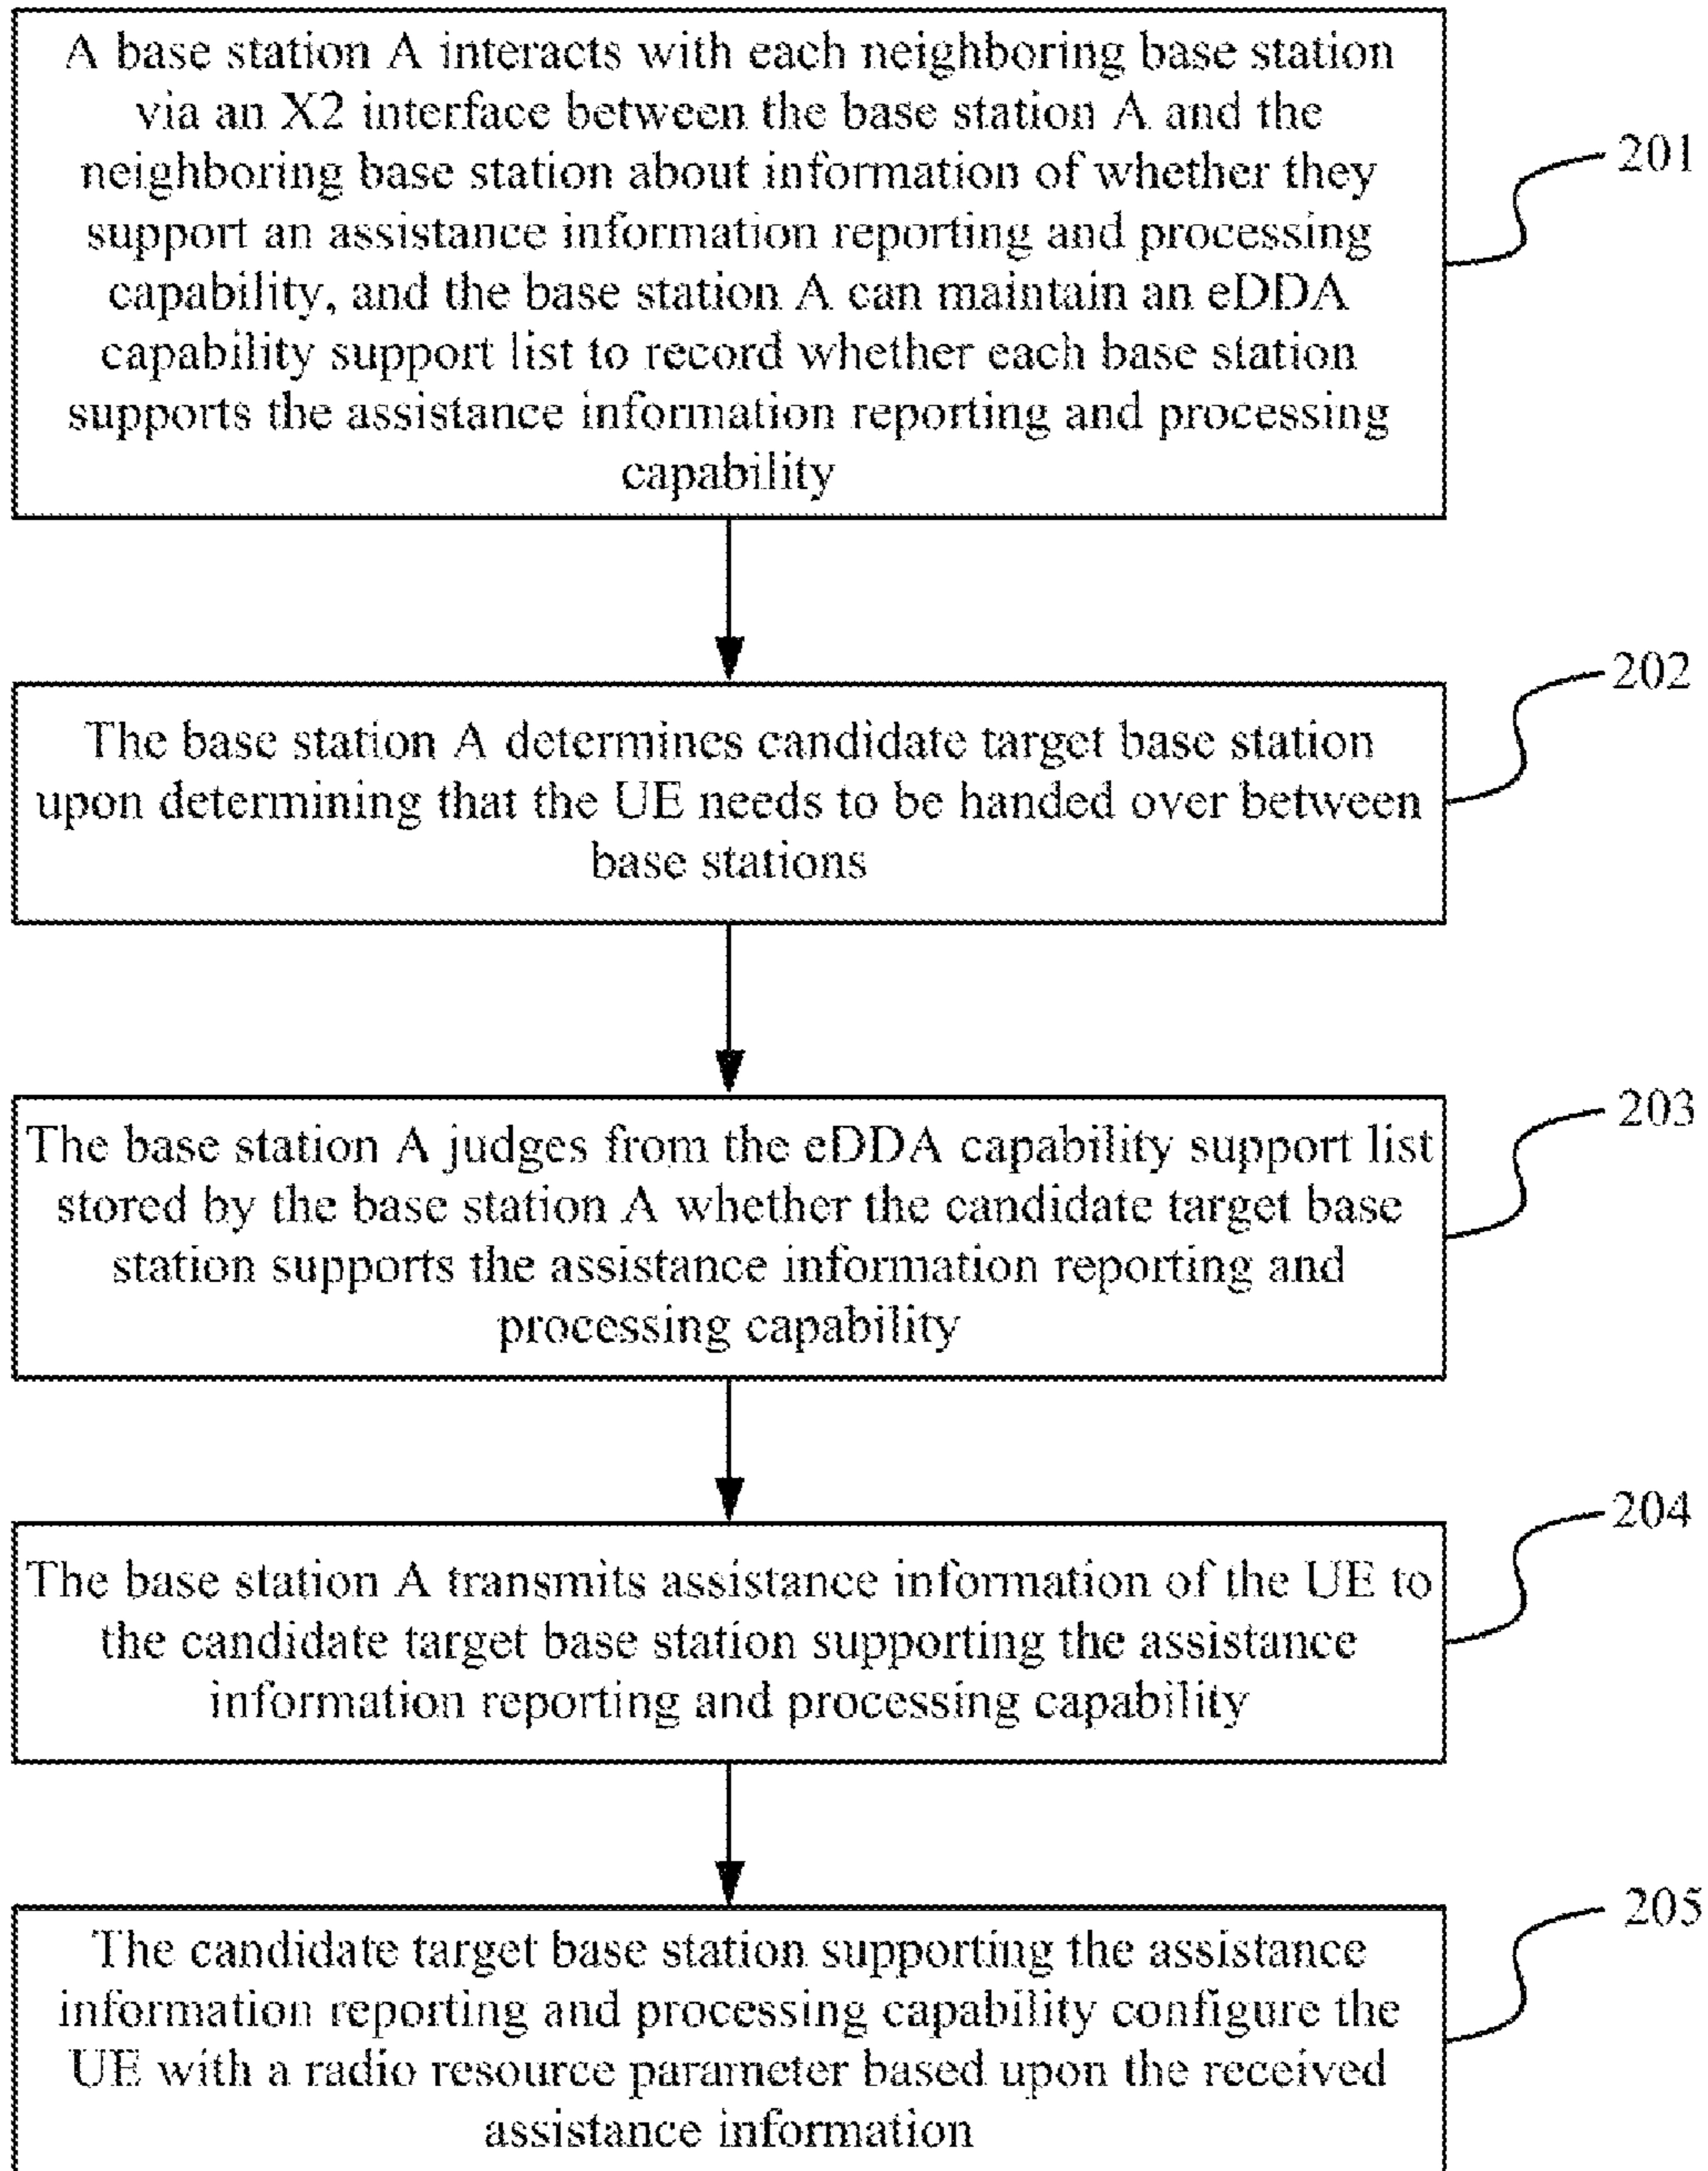 A base station A interacts with each neighboring base station
via an X2 interface between the base station A and the
neighboring base station about information of whether they
support an assistance information reporting and processing
capability, and the base station A can maintain an eDDA
capability support list to record whether each base station
supports the assistance information reporting and processing
capability
201
The base station A determines candidate target base station
upon determining that the UE needs to be handed over between
base stations
202
The base station A judges from the eDDA capability support list
stored by the base station A whether the candidate target base
station supports the assistance information reporting and
processing capability
203
The base station A transmits assistance information of the UE to
the candidate target base station supporting the assistance
information reporting and processing capability
204
The candidate target base station supporting the assistance
information reporting and processing capability configure the
UE with a radio resource parameter based upon the received
assistance information
205